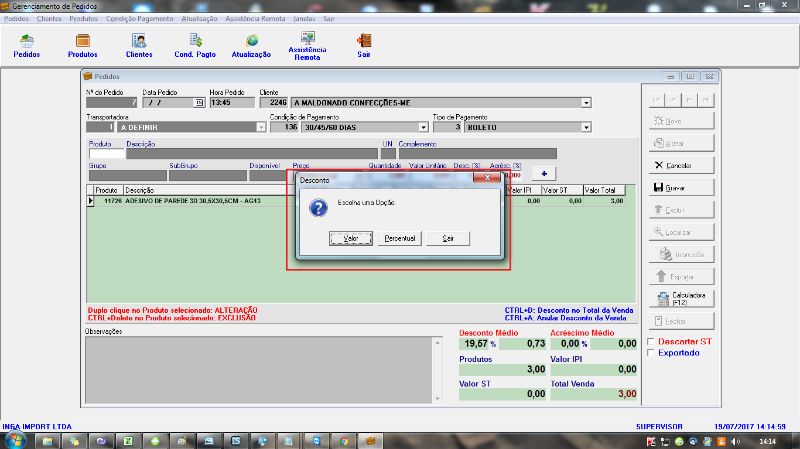 Gerenciamento de Pedidos
Pedidos Clientes Produtos Condição Pagamento Atualização Assistência Remota Janelas Sair
Pedidos Produtos Clientes Cond. Pagto Atualização Assistência Remota Sair
Pedidos
Nº do Pedido Data Pedido Hora Pedido Cliente
7 / / 13:45 2246 A MALDONADO CONFECÇÕES-ME
Transportadora Condição de Pagamento Tipo de Pagamento
1 A DEFINIR 136 30/45/60 DIAS 3 BOLETO
Produto Descrição UN Complemento
Grupo SubGrupo Disponível Preço Quantidade Valor Unitário Desc. [%] Acrésc. [%]
+
Produto Descrição Valor IPI Valor ST Valor Total
11726 ADESIVO DE PAREDE 3D 30,5X30,5CM - AG13 0,00 0,00 3,00
Desconto
Escolha uma Opção:
Valor Percentual Sair
Novo
Alterar
Cancelar
Gravar
Excluir
Localizar
Impressão
Exportar
Calculadora (F12)
Fechar
Descartar ST
Exportado
Duplo clique no Produto selecionado: ALTERAÇÃO
CTRL+Delete no Produto selecionado: EXCLUSÃO
CTRL+D: Desconto no Total da Venda
CTRL+A: Anular Desconto da Venda
Observações
Desconto Médio Acréscimo Médio
19,57 % 0,73 0,00 % 0,00
Produtos Valor IPI
3,00 0,00
Valor ST Total Venda
0,00 3,00
INGA IMPORT LTDA SUPERVISOR 19/07/2017 14:14:59
14:14